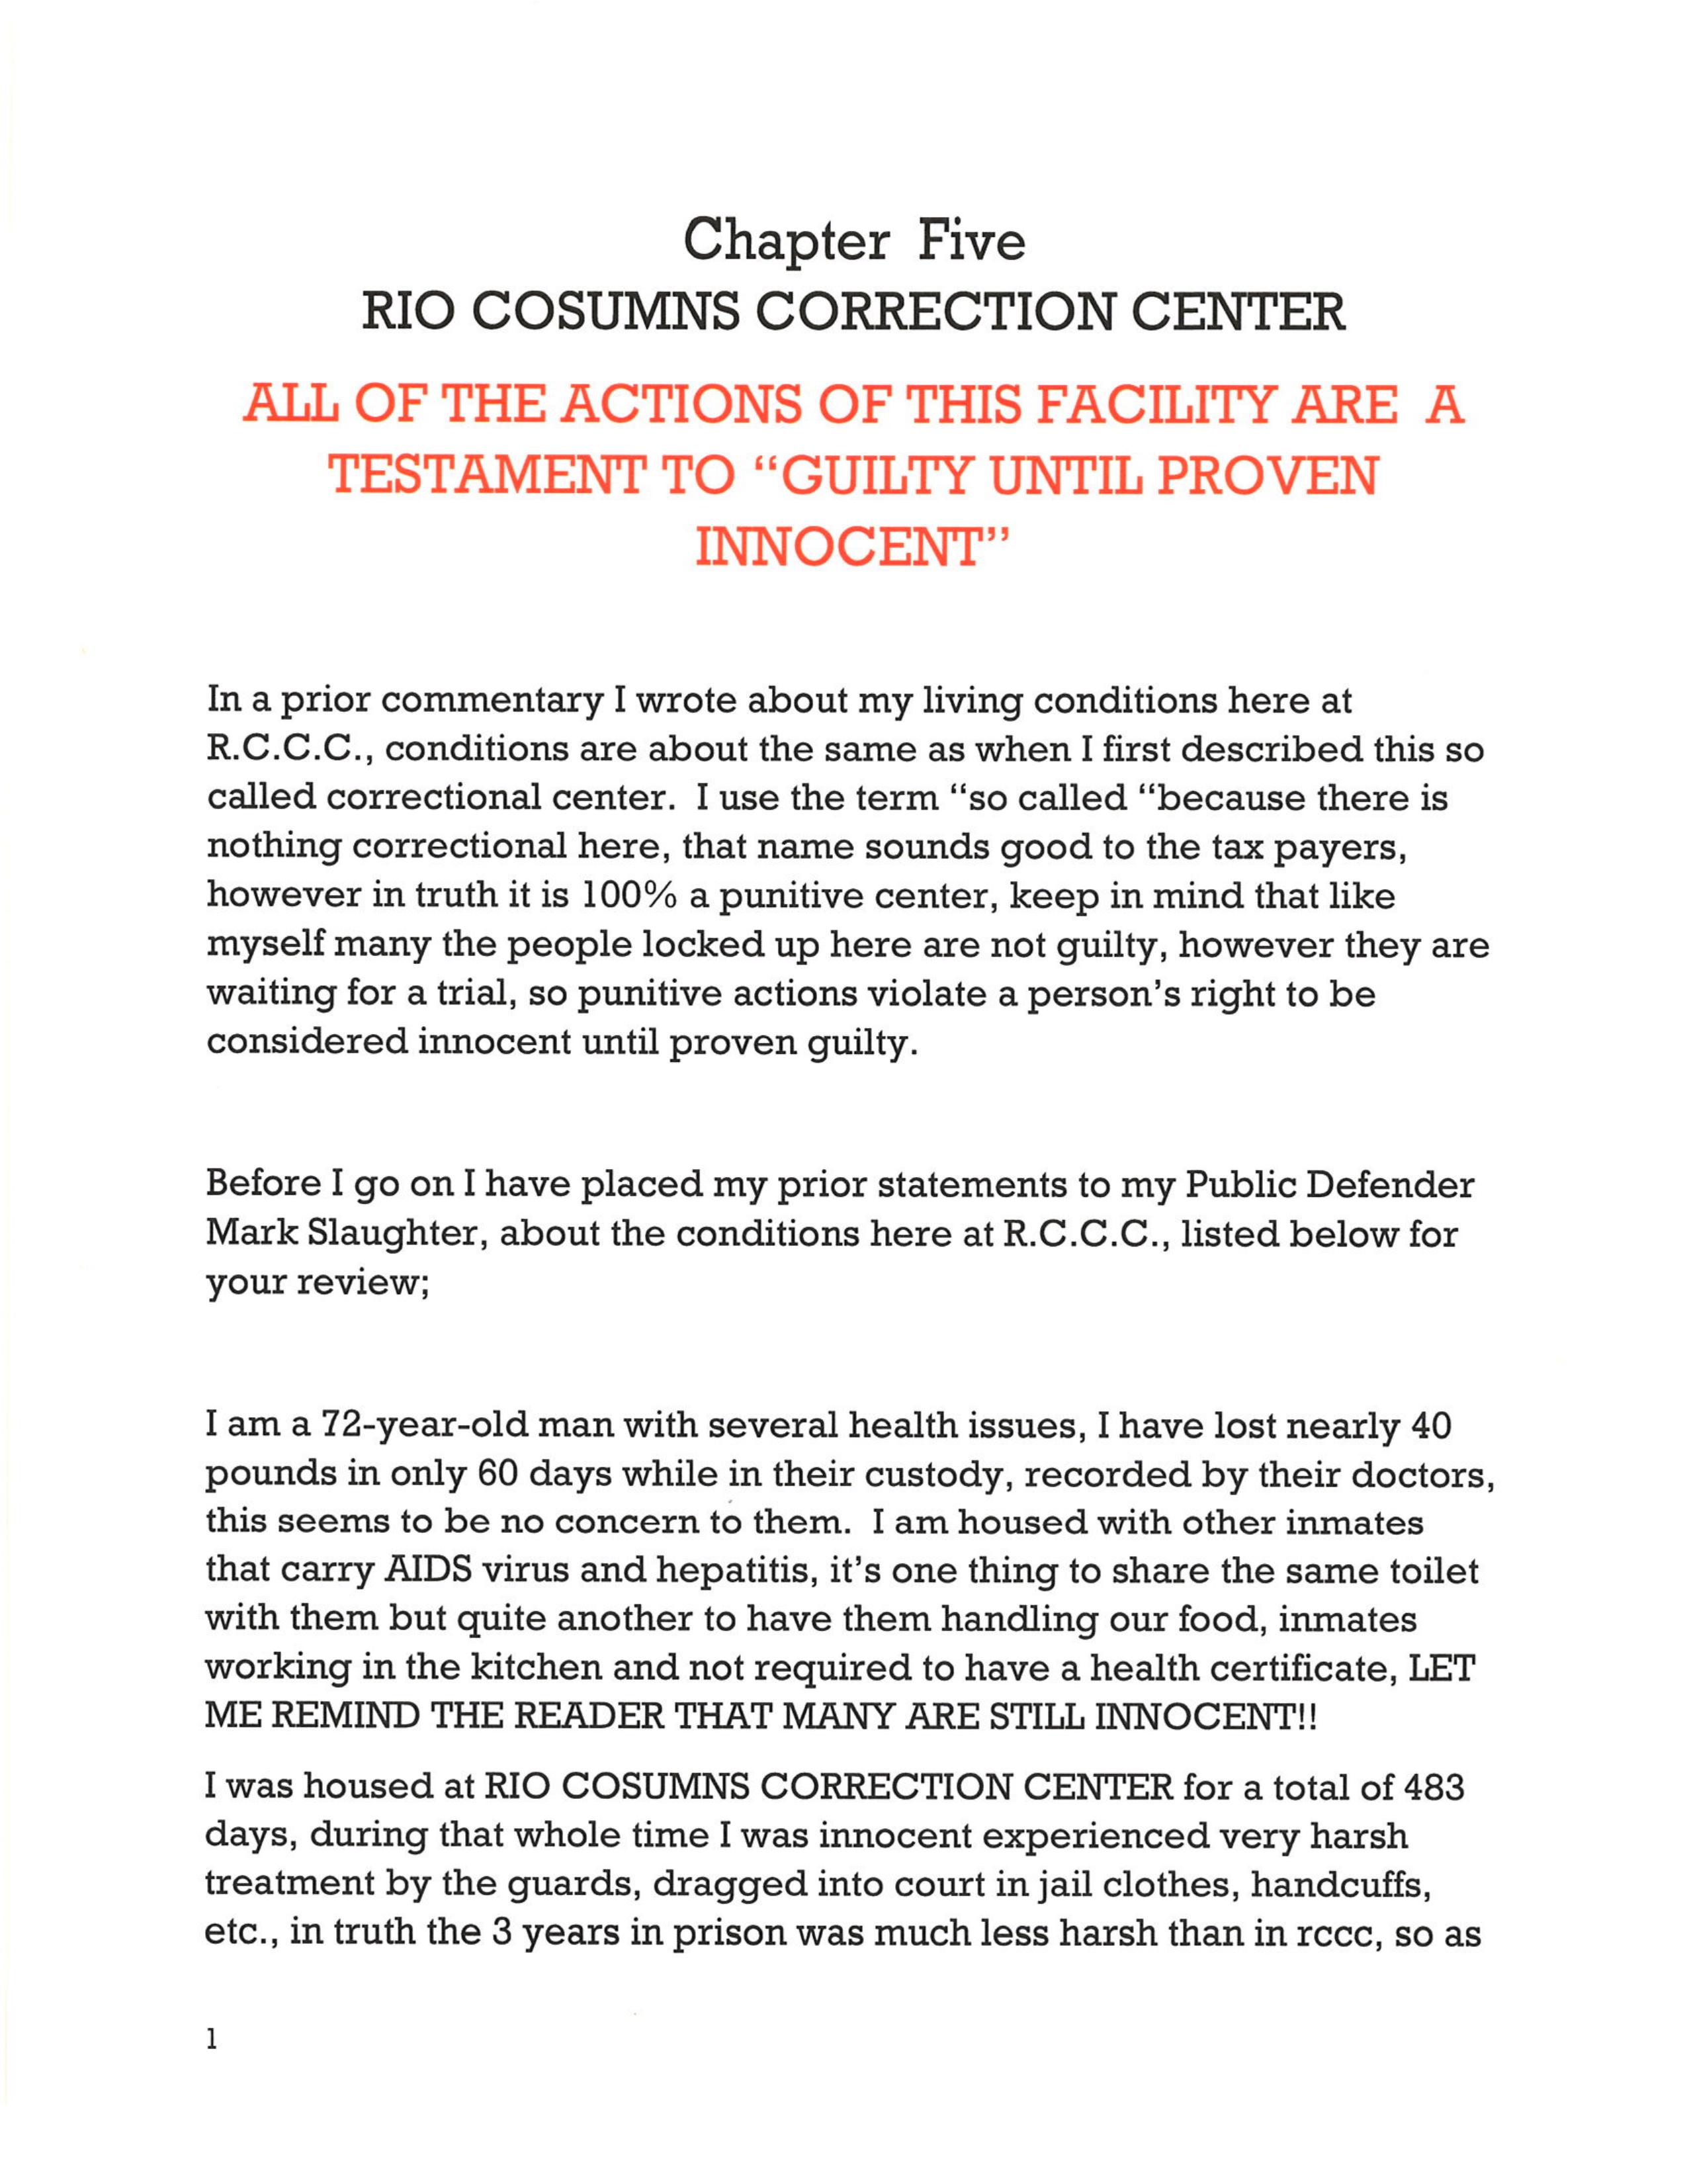 Chapter Five
RIO COSUMNS CORRECTION CENTER
ALL OF THE ACTIONS OF THIS FACILITY ARE A
TESTAMENT TO “GUILTY UNTIL PROVEN
INNOCENT”
In a prior commentary I wrote about my living conditions here at
R.C.C.C., conditions are about the same as when I first described this so
called correctional center. I use the term “so called “because there is
nothing correctional here, that name sounds good to the tax payers,
however in truth it is 100% a punitive center, keep in mind that like
myself many the people locked up here are not guilty, however they are
waiting for a trial, so punitive actions violate a person's right to be
considered innocent until proven guilty.
Before I go on I have placed my prior statements to my Public Defender
Mark Slaughter, about the conditions here at R.C.C.C., listed below for
your review;
I am a 72-year-old man with several health issues, I have lost nearly 40
pounds in only 60 days while in their custody, recorded by their doctors,
this seems to be no concern to them. I am housed with other inmates
that carry AIDS virus and hepatitis, it's one thing to share the same toilet
with them but quite another to have them handling our food, inmates
working in the kitchen and not required to have a health certificate, LET
ME REMIND THE READER THAT MANY ARE STILL INNOCENT!!
I was housed at RIO COSUMNS CORRECTION CENTER for a total of 483
days, during that whole time I was innocent experienced very harsh
treatment by the guards, dragged into court in jail clothes, handcuffs,
etc., in truth the 3 years in prison was much less harsh than in rccc, so as
1